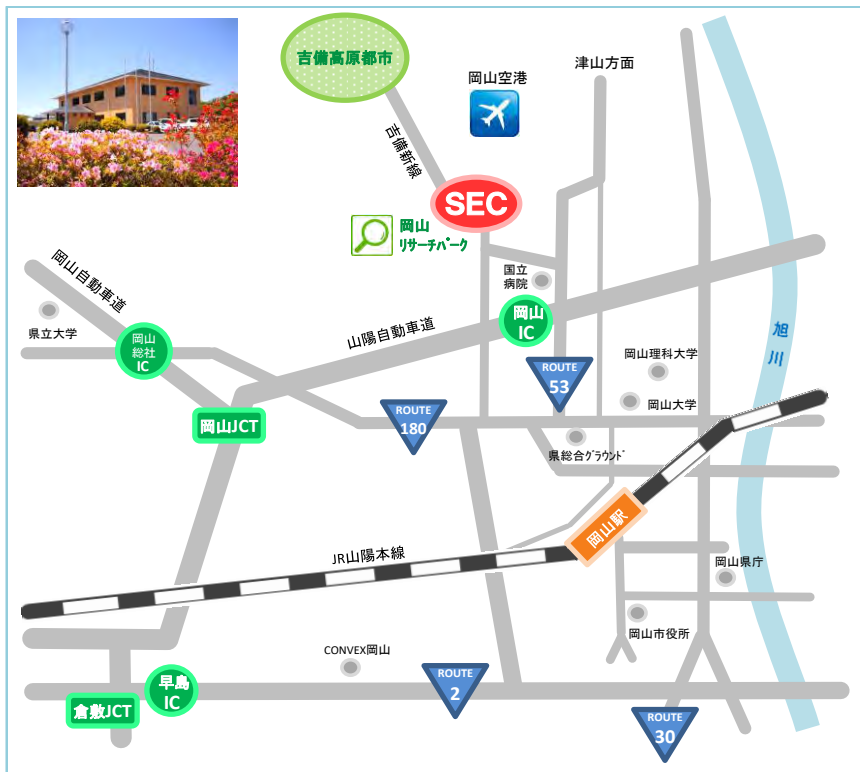 吉備高原都市
岡山空港
津山方面
吉備新線
SEC
岡山
ﾘｻｰﾁﾊﾟｰｸ
国立
病院
岡山自動車道
県立大学
岡山
総社
IC
山陽自動車道
岡山
IC
旭川
岡山理科大学
ROUTE
53
岡山大学
岡山JCT
ROUTE
180
県総合ｸﾞﾗｳﾝﾄﾞ
岡山駅
JR山陽本線
岡山県庁
岡山市役所
CONVEX岡山
早島
IC
倉敷JCT
ROUTE
2
ROUTE
30